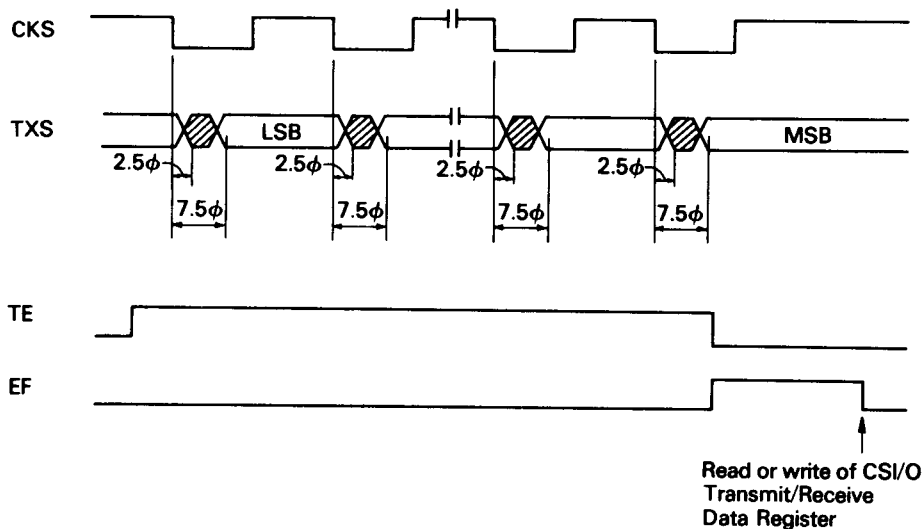 CKS
TXS
LSB
MSB
2.5φ
2.5φ
2.5φ
2.5φ
7.5φ
7.5φ
7.5φ
7.5φ
TE
EF
Read or write of CSI/O
Transmit/Receive
Data Register